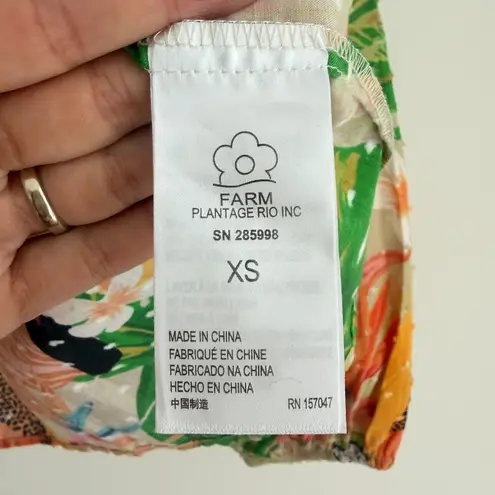 FARM
PLANTAGE RIO INC
SN 285998
XS
MADE IN CHINA
FABRIQUÉ EN CHINE
FABRICADO NA CHINA
HECHO EN CHINA
中国制造 RN 157047